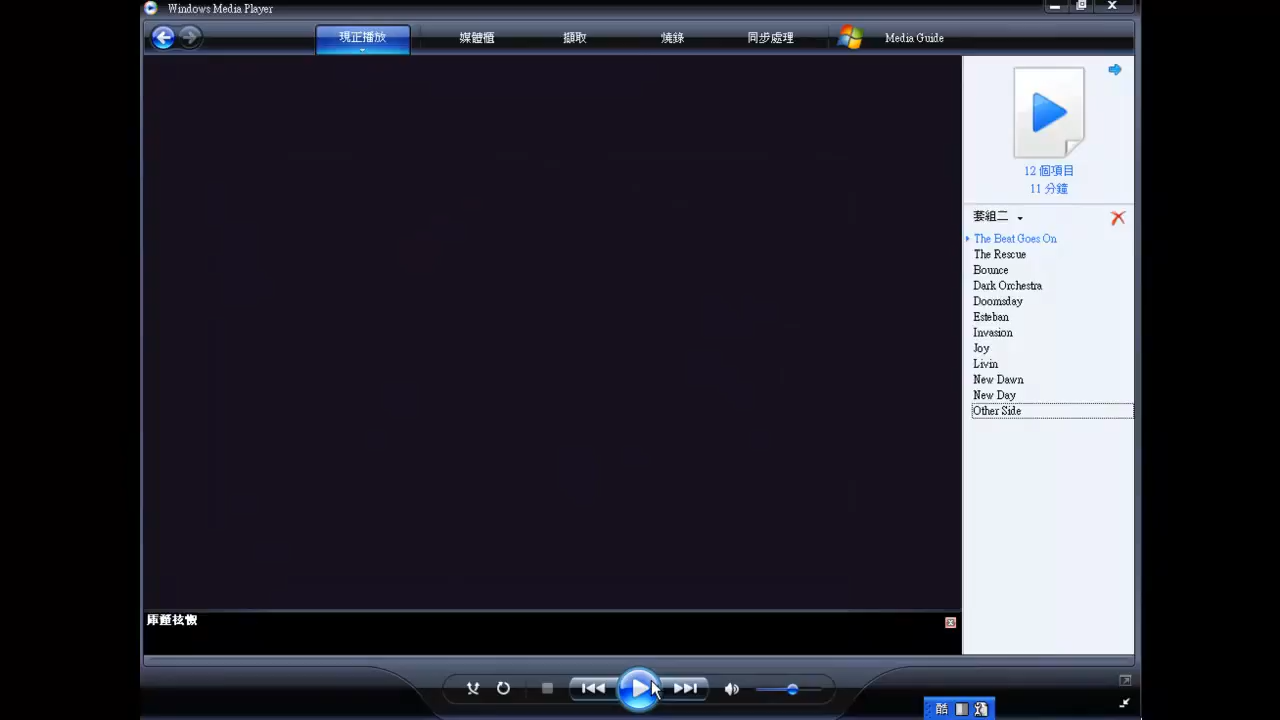 Windows Media Player
現正播放
媒體櫃
擷取
燒錄
同步處理
Media Guide
12 個項目
11 分鐘
套組二
The Beat Goes On
The Rescue
Bounce
Dark Orchestra
Doomsday
Esteban
Invasion
Joy
Livin
New Dawn
New Day
Other Side
酷